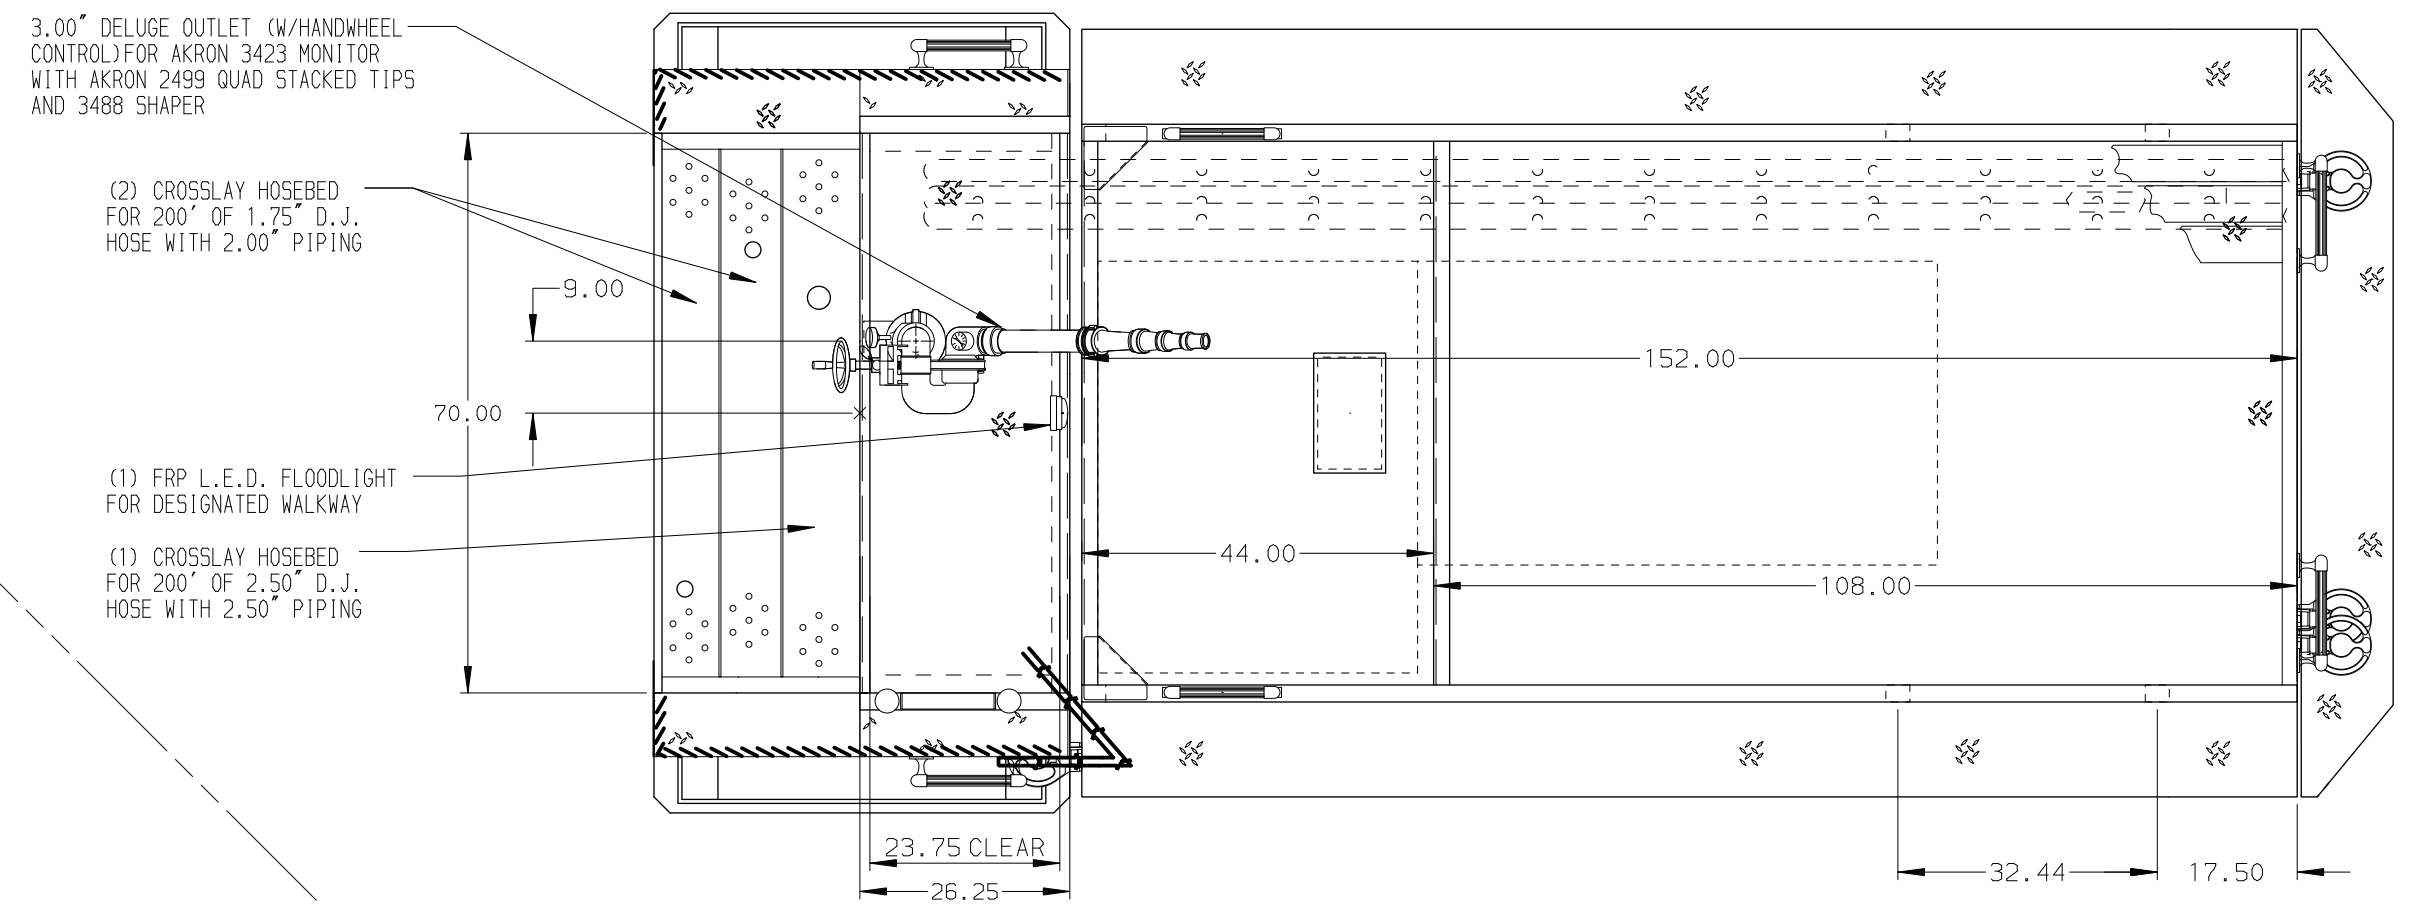 3.00" DELUGE OUTLET (W/HANDWHEEL
CONTROL)FOR AKRON 3423 MONITOR
WITH AKRON 2499 QUAD STACKED TIPS
AND 3488 SHAPER
(2) CROSSLAY HOSEBED
FOR 200' OF 1.75" D.J.
HOSE WITH 2.00" PIPING
9.00
152.00
70.00
(1) FRP L.E.D. FLOODLIGHT
FOR DESIGNATED WALKWAY
44.00
(1) CROSSLAY HOSEBED
FOR 200' OF 2.50" D.J.
HOSE WITH 2.50" PIPING
108.00
23.75 CLEAR
32.44
17.50
26.25